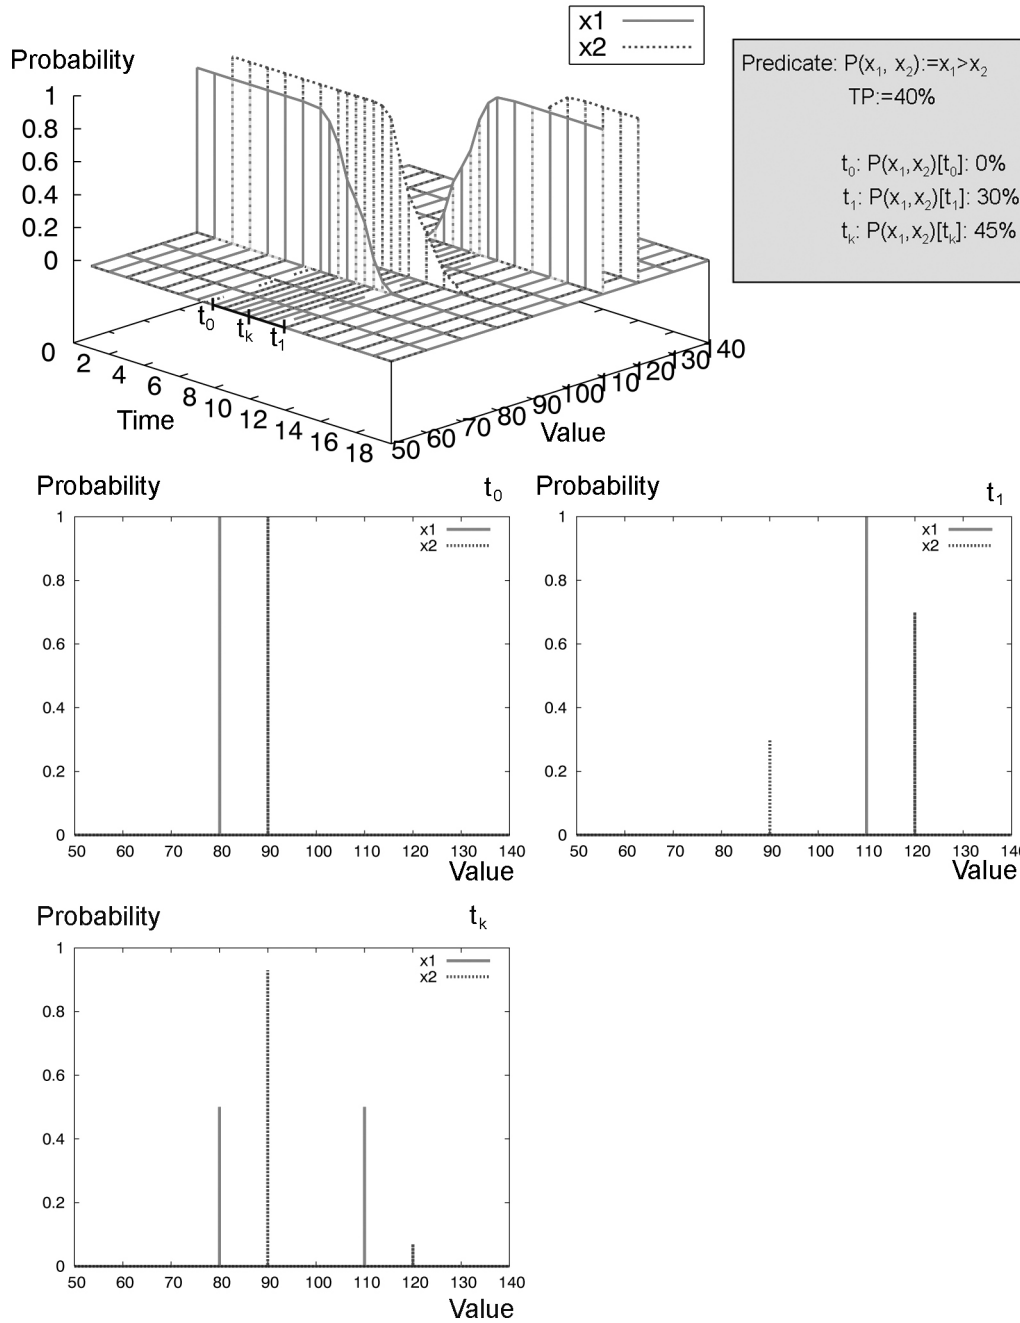 x1
x2
Probability
Predicate: P(x₁, x₂):=x₁>x₂
TP:=40%
t₀: P(x₁,x₂)[t₀]: 0%
t₁: P(x₁,x₂)[t₁]: 30%
tₖ: P(x₁,x₂)[tₖ]: 45%
1
0.8
0.6
0.4
0.2
0
t₀ tₖ t₁
0 2 4 6 8 10 12 14 16 18
Time
50 60 70 80 90 100 110 120 130 140
Value
Probability t₀
x1
x2
1
0.8
0.6
0.4
0.2
0
50 60 70 80 90 100 110 120 130 140
Value
Probability t₁
x1
x2
1
0.8
0.6
0.4
0.2
0
50 60 70 80 90 100 110 120 130 140
Value
Probability tₖ
x1
x2
1
0.8
0.6
0.4
0.2
0
50 60 70 80 90 100 110 120 130 140
Value